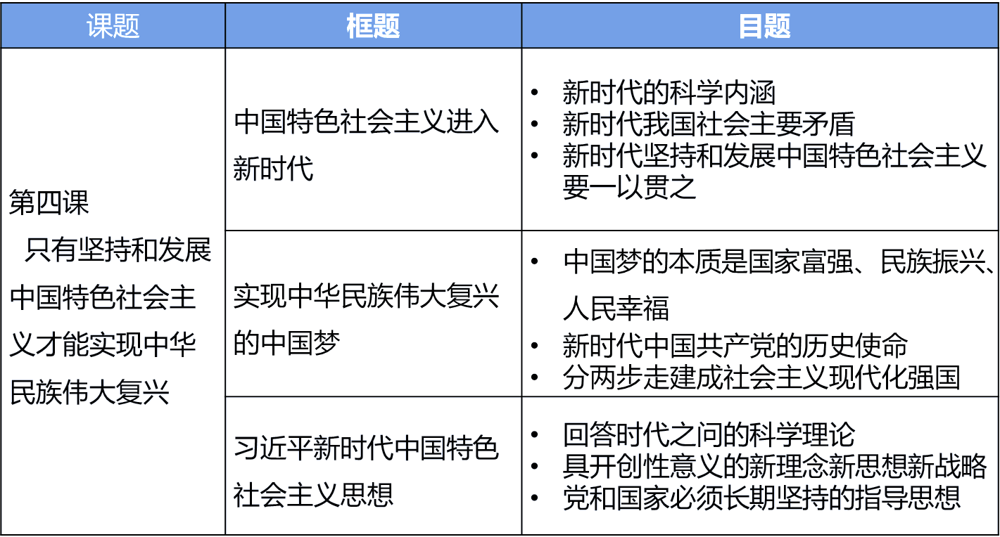 课题
框题
目题
第四课
只有坚持和发展
中国特色社会主
义才能实现中华
民族伟大复兴
中国特色社会主义进入
新时代
• 新时代的科学内涵
• 新时代我国社会主要矛盾
• 新时代坚持和发展中国特色社会主义
要一以贯之
实现中华民族伟大复兴
的中国梦
• 中国梦的本质是国家富强、民族振兴、
人民幸福
• 新时代中国共产党的历史使命
• 分两步走建成社会主义现代化强国
习近平新时代中国特色
社会主义思想
• 回答时代之问的科学理论
• 具开创性意义的新理念新思想新战略
• 党和国家必须长期坚持的指导思想